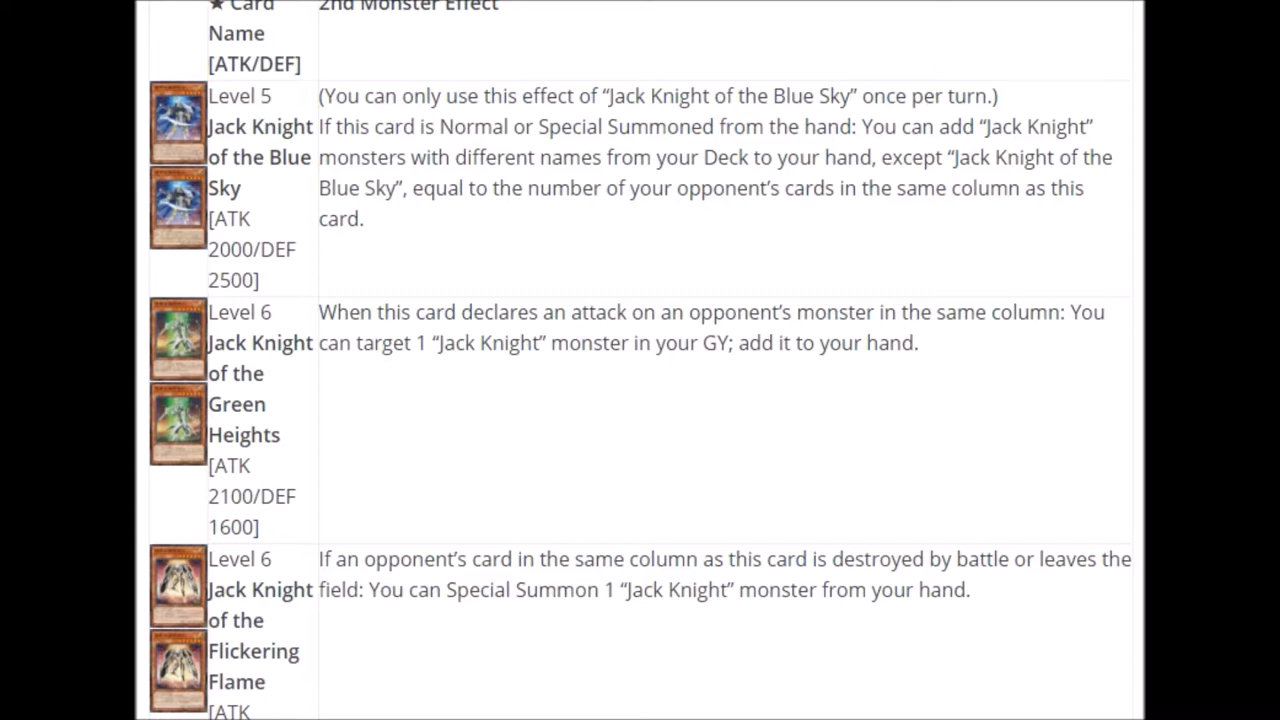 ★ Card
2nd Monster Effect
Name
[ATK/DEF]
Level 5
Jack Knight
of the Blue
Sky
[ATK
2000/DEF
2500]
(You can only use this effect of “Jack Knight of the Blue Sky” once per turn.)
If this card is Normal or Special Summoned from the hand: You can add “Jack Knight”
monsters with different names from your Deck to your hand, except “Jack Knight of the
Blue Sky”, equal to the number of your opponent’s cards in the same column as this
card.
Level 6
Jack Knight
of the
Green
Heights
[ATK
2100/DEF
1600]
When this card declares an attack on an opponent’s monster in the same column: You
can target 1 “Jack Knight” monster in your GY; add it to your hand.
Level 6
Jack Knight
of the
Flickering
Flame
[ATK
If an opponent’s card in the same column as this card is destroyed by battle or leaves the
field: You can Special Summon 1 “Jack Knight” monster from your hand.